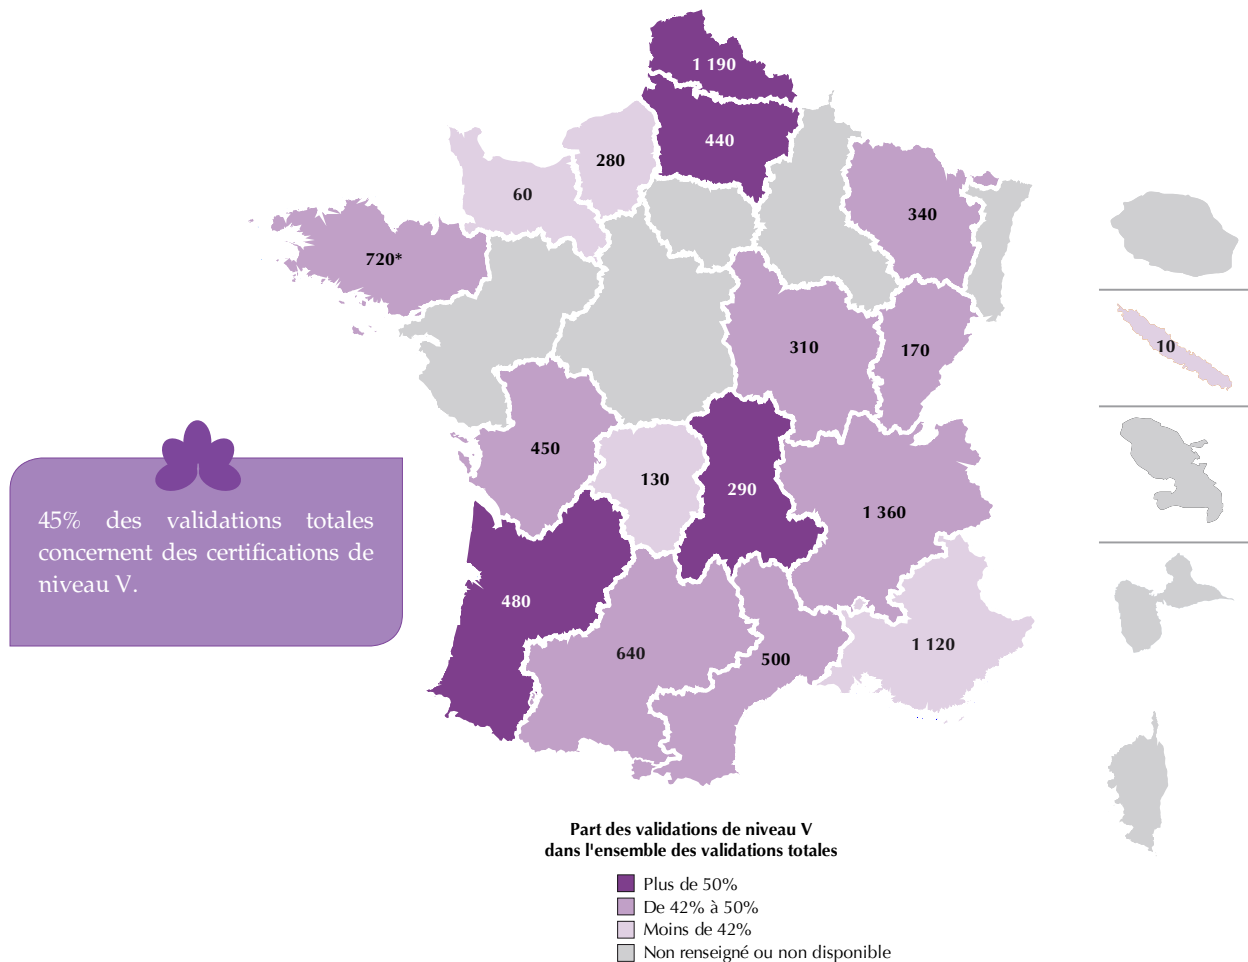 1 190
440
280
60
340
720*
10
310
170
450
130
290
1 360
45% des validations totales
concernent des certifications de
niveau V.
480
640
500
1 120
Part des validations de niveau V
dans l'ensemble des validations totales
Plus de 50%
De 42% à 50%
Moins de 42%
Non renseigné ou non disponible